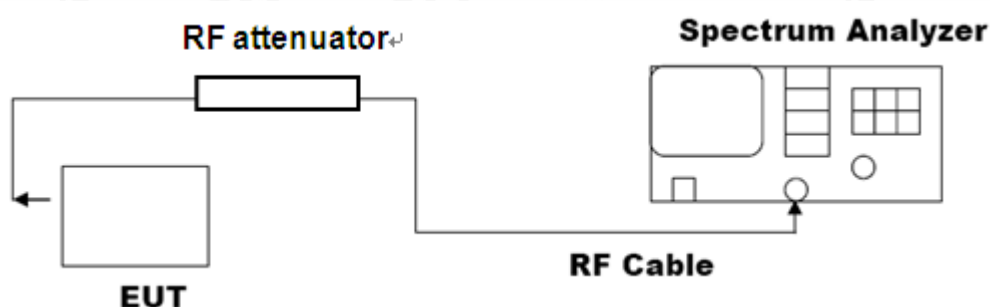 RF attenuator↵
Spectrum Analyzer
RF Cable
EUT